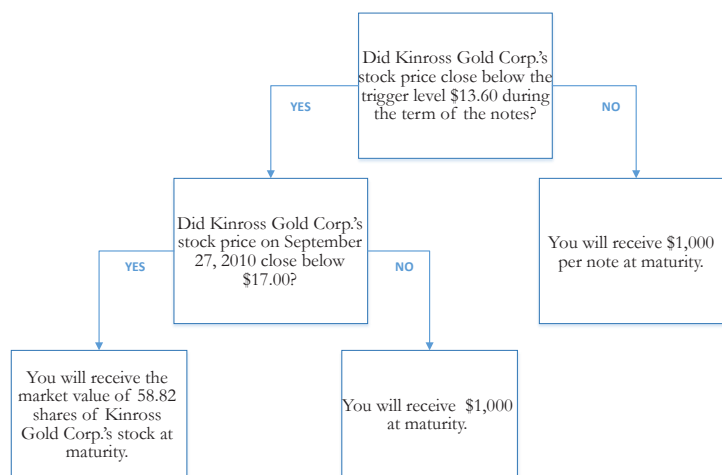 Did Kinross Gold Corp.'s
stock price close below the
trigger level $13.60 during
the term of the notes?
YES
NO
Did Kinross Gold Corp.'s
stock price on September
27, 2010 close below
$17.00?
You will receive $1,000
per note at maturity.
YES
NO
You will receive the
market value of 58.82
shares of Kinross
Gold Corp.'s stock at
maturity.
You will receive $1,000
at maturity.